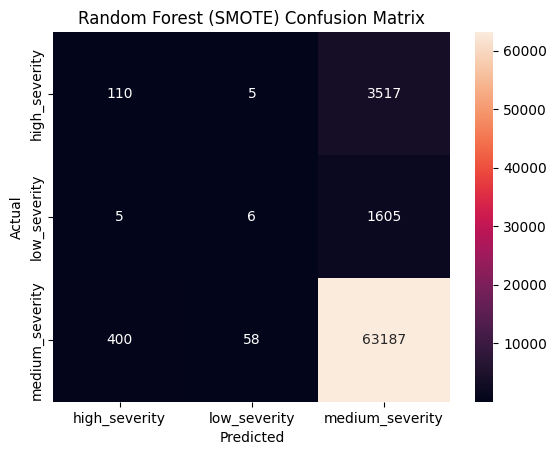 Random Forest (SMOTE) Confusion Matrix
Actual
high_severity
110 5 3517
low_severity
5 6 1605
medium_severity
400 58 63187
high_severity low_severity medium_severity
Predicted
60000
50000
40000
30000
20000
10000